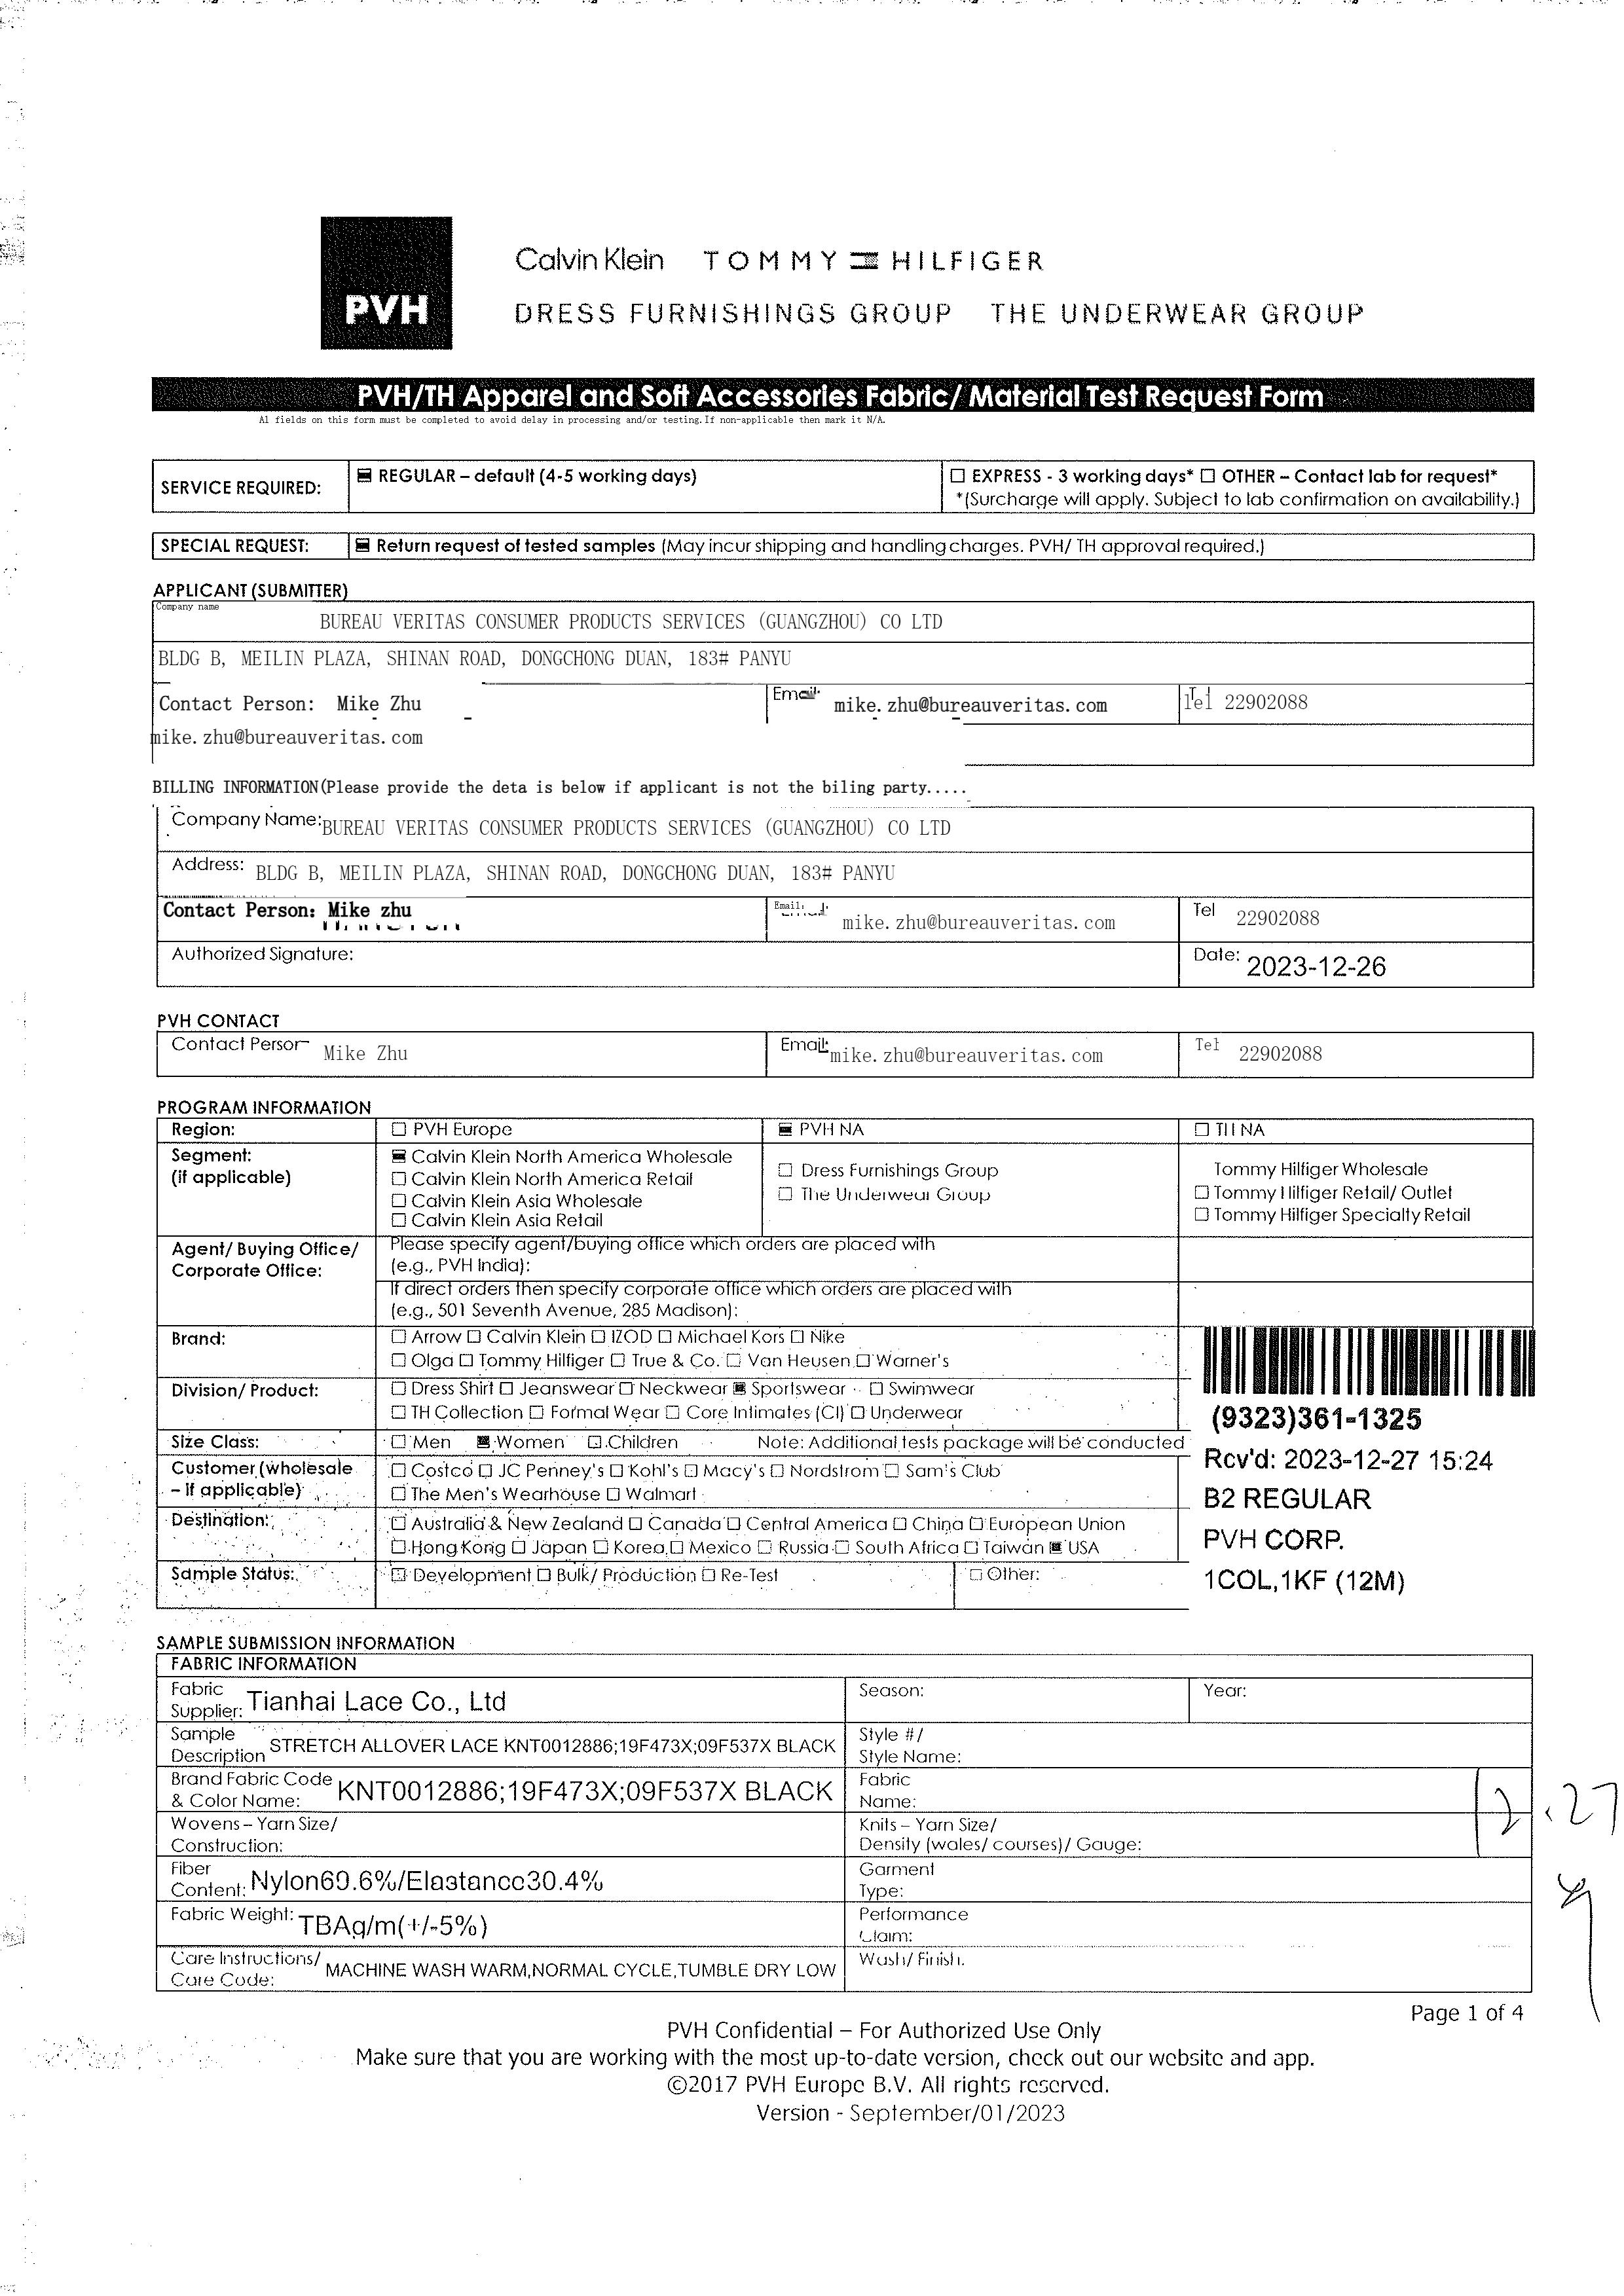 PVH
Calvin Klein TOMMY HILFIGER
DRESS FURNISHINGS GROUP THE UNDERWEAR GROUP
PVH/TH Apparel and Soft Accessories Fabric/ Material Test Request Form
Al fields on this form must be completed to avoid delay in processing and/or testing.If non-applicable then mark it N/A.
SERVICE REQUIRED:
REGULAR – default (4-5 working days)
☐ EXPRESS - 3 working days* ☐ OTHER – Contact lab for request*
*(Surcharge will apply. Subject to lab confirmation on availability.)
SPECIAL REQUEST:
Return request of tested samples (May incur shipping and handling charges. PVH/ TH approval required.)
APPLICANT (SUBMITTER)
Company name
BUREAU VERITAS CONSUMER PRODUCTS SERVICES (GUANGZHOU) CO LTD
BLDG B, MEILIN PLAZA, SHINAN ROAD, DONGCHONG DUAN, 183# PANYU
Contact Person: Mike Zhu
Email: mike.zhu@bureauveritas.com
Tel 22902088
mike.zhu@bureauveritas.com
BILLING INFORMATION(Please provide the deta is below if applicant is not the biling party.....
Company Name: BUREAU VERITAS CONSUMER PRODUCTS SERVICES (GUANGZHOU) CO LTD
Address: BLDG B, MEILIN PLAZA, SHINAN ROAD, DONGCHONG DUAN, 183# PANYU
Contact Person: Mike zhu
Email: mike.zhu@bureauveritas.com
Tel 22902088
Authorized Signature:
Date: 2023-12-26
PVH CONTACT
Contact Person Mike Zhu
Email: mike.zhu@bureauveritas.com
Tel 22902088
PROGRAM INFORMATION
Region:
☐ PVH Europe
PVH NA
☐ TH NA
Segment:
(if applicable)
Calvin Klein North America Wholesale
☐ Calvin Klein North America Retail
☐ Calvin Klein Asia Wholesale
☐ Calvin Klein Asia Retail
☐ Dress Furnishings Group
☐ The Underwear Group
Tommy Hilfiger Wholesale
☐ Tommy Hilfiger Retail/ Outlet
☐ Tommy Hilfiger Specialty Retail
Agent/ Buying Office/
Corporate Office:
Please specify agent/buying office which orders are placed with
(e.g., PVH India):
If direct orders then specify corporate office which orders are placed with
(e.g., 501 Seventh Avenue, 285 Madison):
Brand:
☐ Arrow ☐ Calvin Klein ☐ IZOD ☐ Michael Kors ☐ Nike
☐ Olga ☐ Tommy Hilfiger ☐ True & Co. ☐ Van Heusen ☐ Warner's
Division/ Product:
☐ Dress Shirt ☐ Jeanswear ☐ Neckwear Sportswear ☐ Swimwear
☐ TH Collection ☐ Formal Wear ☐ Core Intimates (CI) ☐ Underwear
Size Class:
☐ Men Women ☐ Children Note: Additional tests package will be conducted
Customer (wholesale
– if applicable)
☐ Costco ☐ JC Penney's ☐ Kohl's ☐ Macy's ☐ Nordstrom ☐ Sam's Club
☐ The Men's Wearhouse ☐ Walmart
Destination:
☐ Australia & New Zealand ☐ Canada ☐ Central America ☐ China ☐ European Union
☐ Hong Kong ☐ Japan ☐ Korea ☐ Mexico ☐ Russia ☐ South Africa ☐ Taiwan USA
Sample Status:
☐ Development ☐ Bulk/ Production ☐ Re-Test
☐ Other:
(9323)361-1325
Rcv'd: 2023-12-27 15:24
B2 REGULAR
PVH CORP.
1COL,1KF (12M)
SAMPLE SUBMISSION INFORMATION
FABRIC INFORMATION
Fabric
Supplier: Tianhai Lace Co., Ltd
Season:
Year:
Sample
Description STRETCH ALLOVER LACE KNT0012886;19F473X;09F537X BLACK
Style #/
Style Name:
Brand Fabric Code
& Color Name: KNT0012886;19F473X;09F537X BLACK
Fabric
Name:
Wovens – Yarn Size/
Construction:
Knits – Yarn Size/
Density (wales/ courses)/ Gauge:
12.27
Fiber
Content: Nylon69.6%/Elastance30.4%
Garment
Type:
Fabric Weight: TBAg/m(+/-5%)
Performance
Claim:
Care Instructions/
Care Code: MACHINE WASH WARM,NORMAL CYCLE,TUMBLE DRY LOW
Wash/ Finish:
Page 1 of 4
PVH Confidential – For Authorized Use Only
Make sure that you are working with the most up-to-date version, check out our website and app.
©2017 PVH Europe B.V. All rights reserved.
Version - September/01/2023